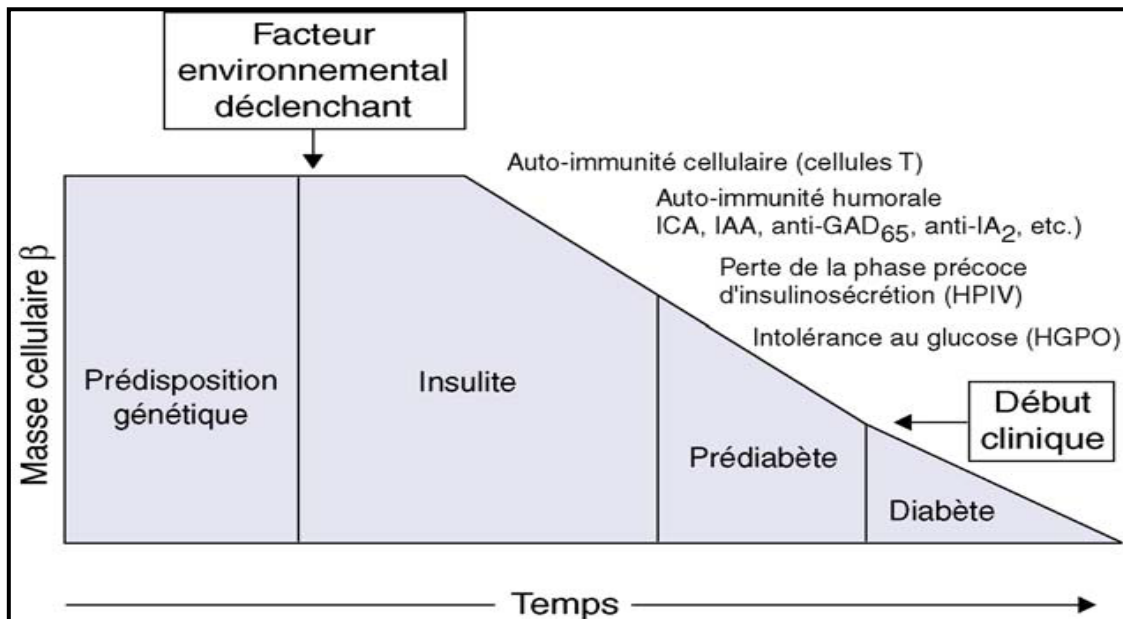 Facteur
environnemental
déclenchant
Auto-immunité cellulaire (cellules T)
Auto-immunité humorale
ICA, IAA, anti-GAD65, anti-IA2, etc.)
Perte de la phase précoce
d'insulinosécrétion (HPIV)
Intolérance au glucose (HGPO)
Masse cellulaire β
Prédisposition
génétique
Insulite
Prédiabète
Diabète
Début
clinique
Temps